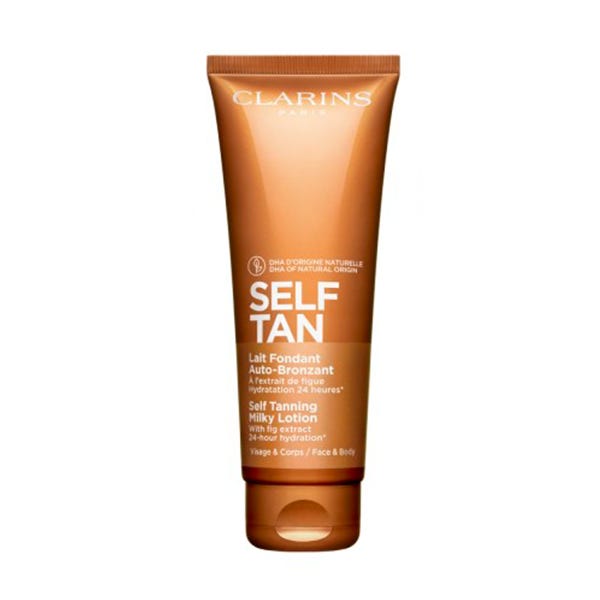 CLARINS
PARIS
DHA D'ORIGINE NATURELLE
DHA OF NATURAL ORIGIN
SELF
TAN
Lait Fondant
Auto-Bronzant
À l'extrait de figue
Hydratation 24 heures*
Self Tanning
Milky Lotion
With fig extract
24-hour hydration*
Visage & Corps / Face & Body